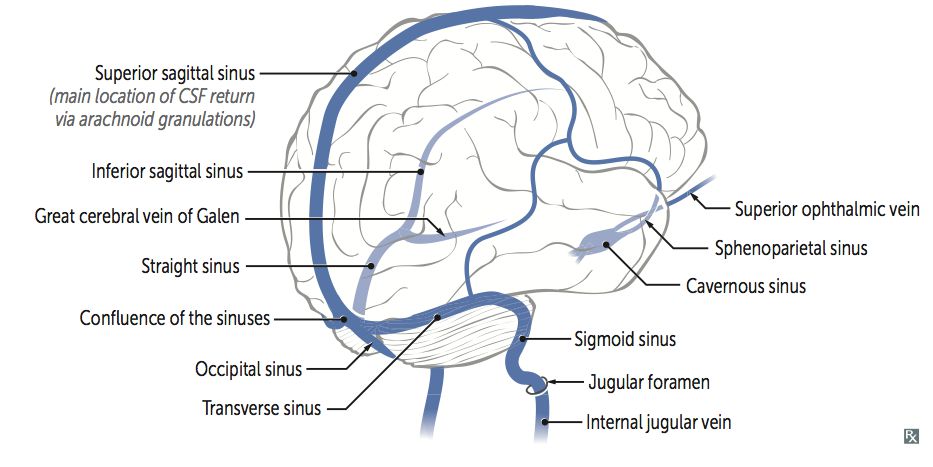 Superior sagittal sinus
(main location of CSF return
via arachnoid granulations)
Inferior sagittal sinus
Great cerebral vein of Galen
Straight sinus
Confluence of the sinuses
Occipital sinus
Transverse sinus
Superior ophthalmic vein
Sphenoparietal sinus
Cavernous sinus
Sigmoid sinus
Jugular foramen
Internal jugular vein
Rx